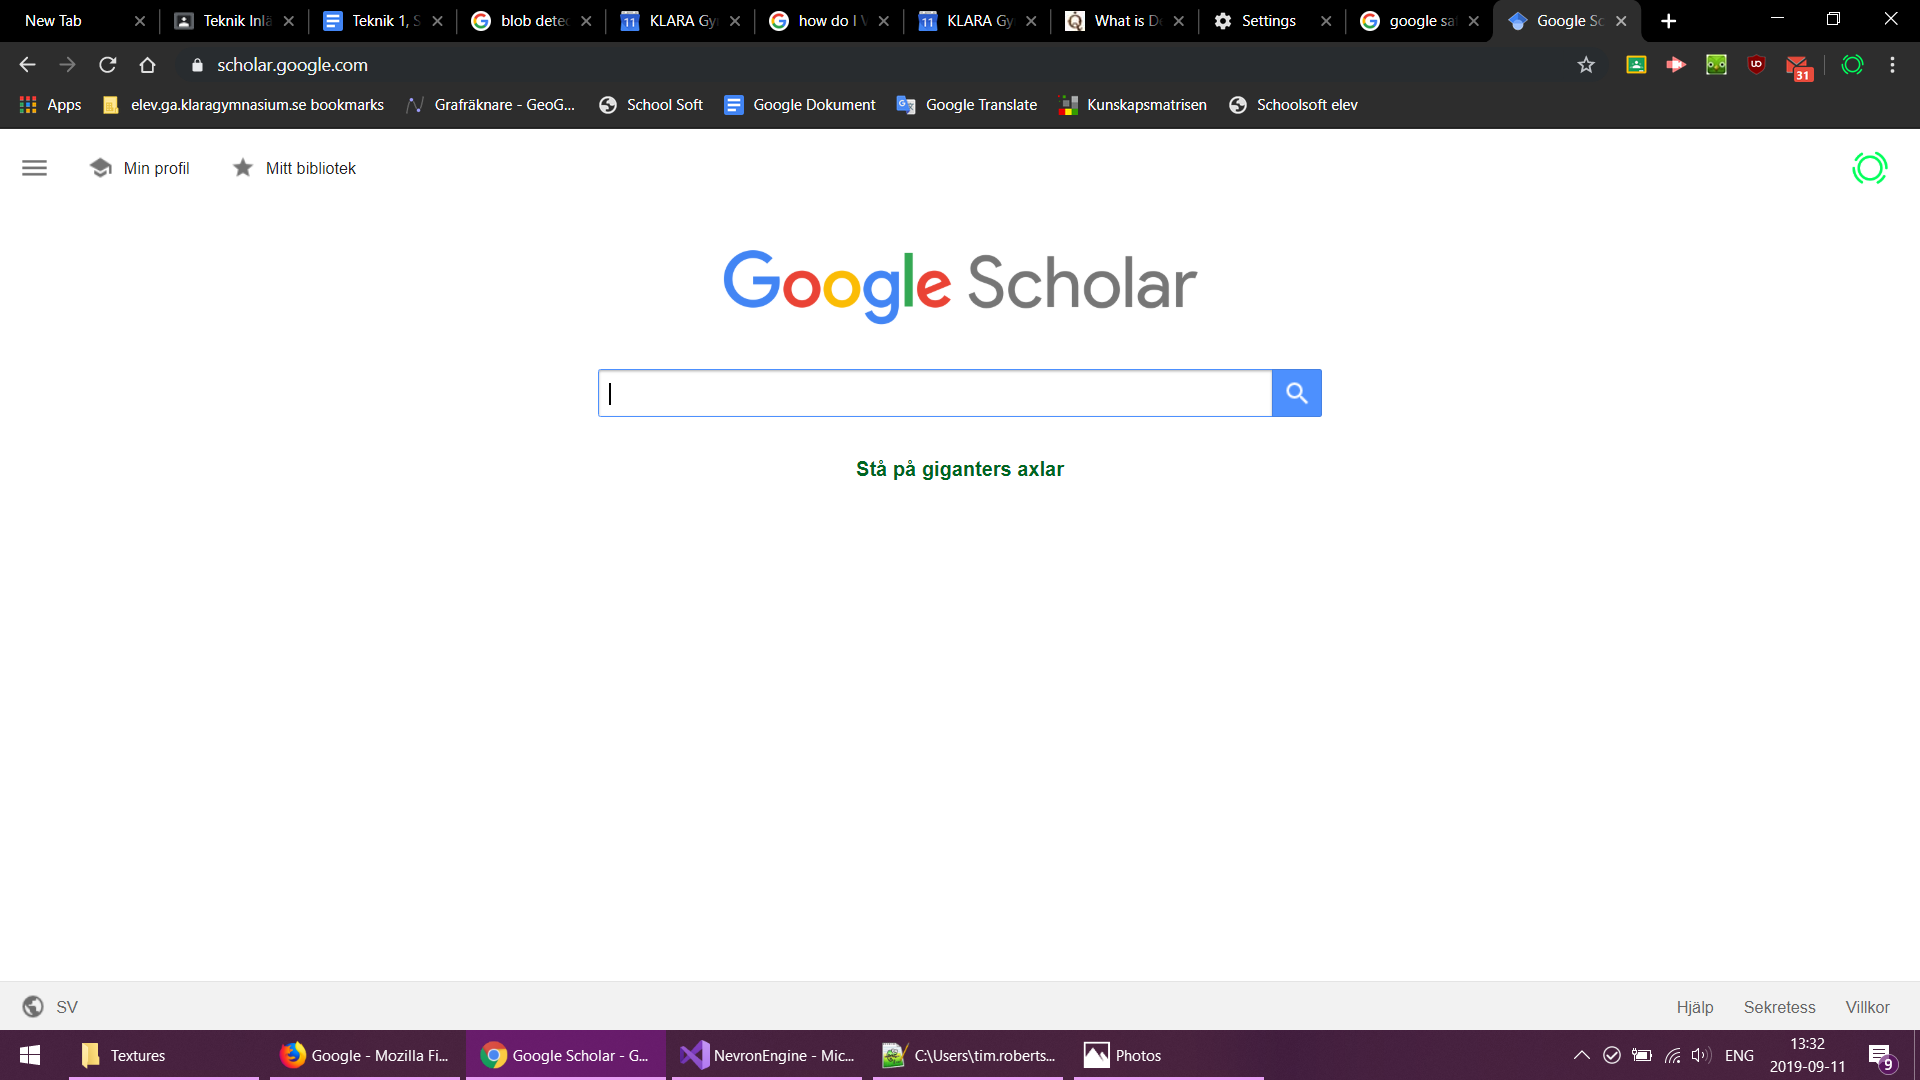 New Tab
Teknik Inlä
Teknik 1, S
blob detec
KLARA Gy
how do I V
KLARA Gy
What is D
Settings
google sa
Google Sc
scholar.google.com
31
Apps
elev.ga.klaragymnasium.se bookmarks
Grafräknare - GeoG...
School Soft
Google Dokument
Google Translate
Kunskapsmatrisen
Schoolsoft elev
Min profil
Mitt bibliotek
Google Scholar
Stå på giganters axlar
SV
Hjälp
Sekretess
Villkor
Textures
Google - Mozilla Fi...
Google Scholar - G...
NevronEngine - Mic...
C:\Users\tim.roberts...
Photos
ENG
13:32
2019-09-11
9